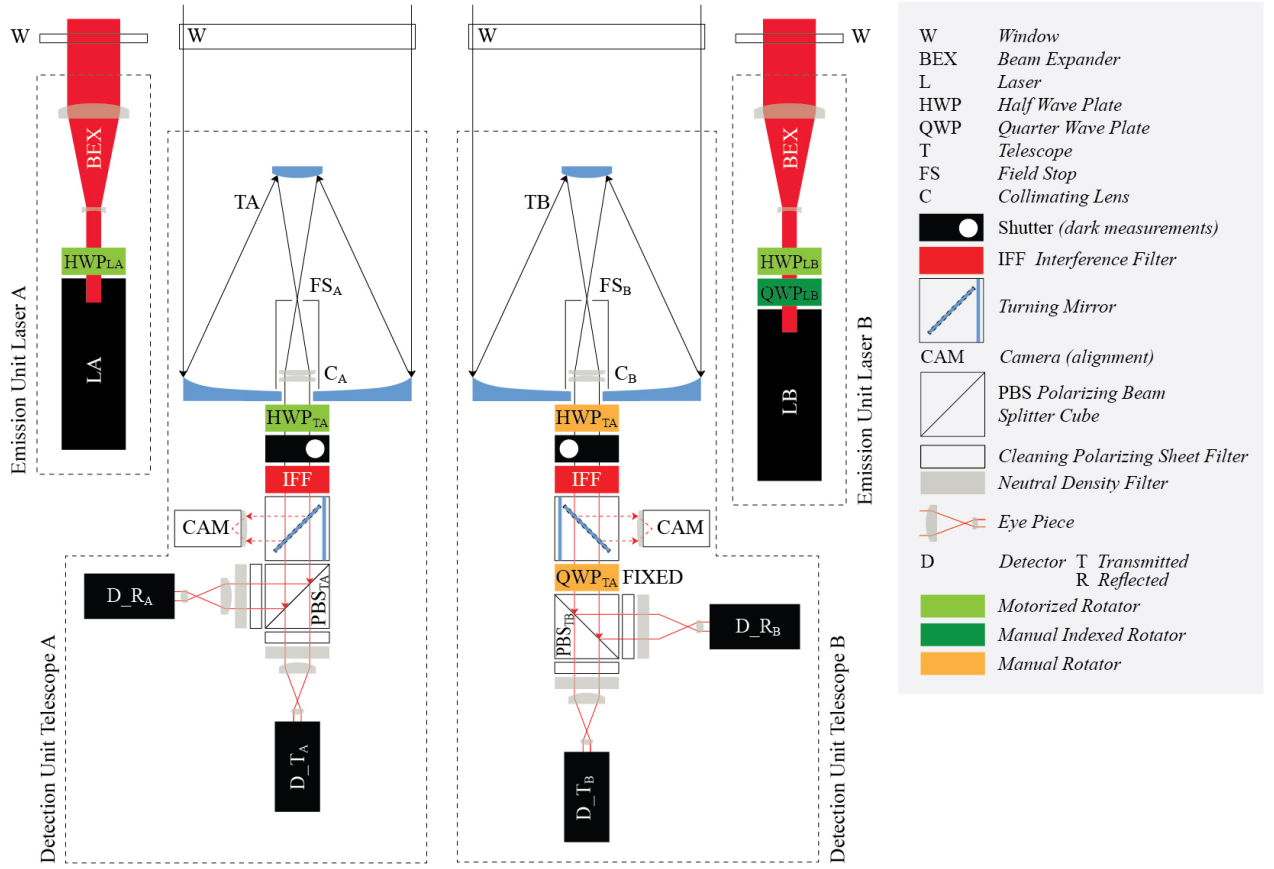 W
W
W
W
BEX
HWPLA
LA
Emission Unit Laser A
TA
FSA
CA
HWPTA
IFF
CAM
PBSTA
D_RA
D_TA
Detection Unit Telescope A
TB
FSB
CB
HWPTA
IFF
CAM
QWPTA FIXED
PBSTB
D_RB
D_TB
Detection Unit Telescope B
BEX
HWPLB
QWPLB
LB
Emission Unit Laser B
W Window
BEX Beam Expander
L Laser
HWP Half Wave Plate
QWP Quarter Wave Plate
T Telescope
FS Field Stop
C Collimating Lens
Shutter (dark measurements)
IFF Interference Filter
Turning Mirror
CAM Camera (alignment)
PBS Polarizing Beam
Splitter Cube
Cleaning Polarizing Sheet Filter
Neutral Density Filter
Eye Piece
D Detector T Transmitted
R Reflected
Motorized Rotator
Manual Indexed Rotator
Manual Rotator